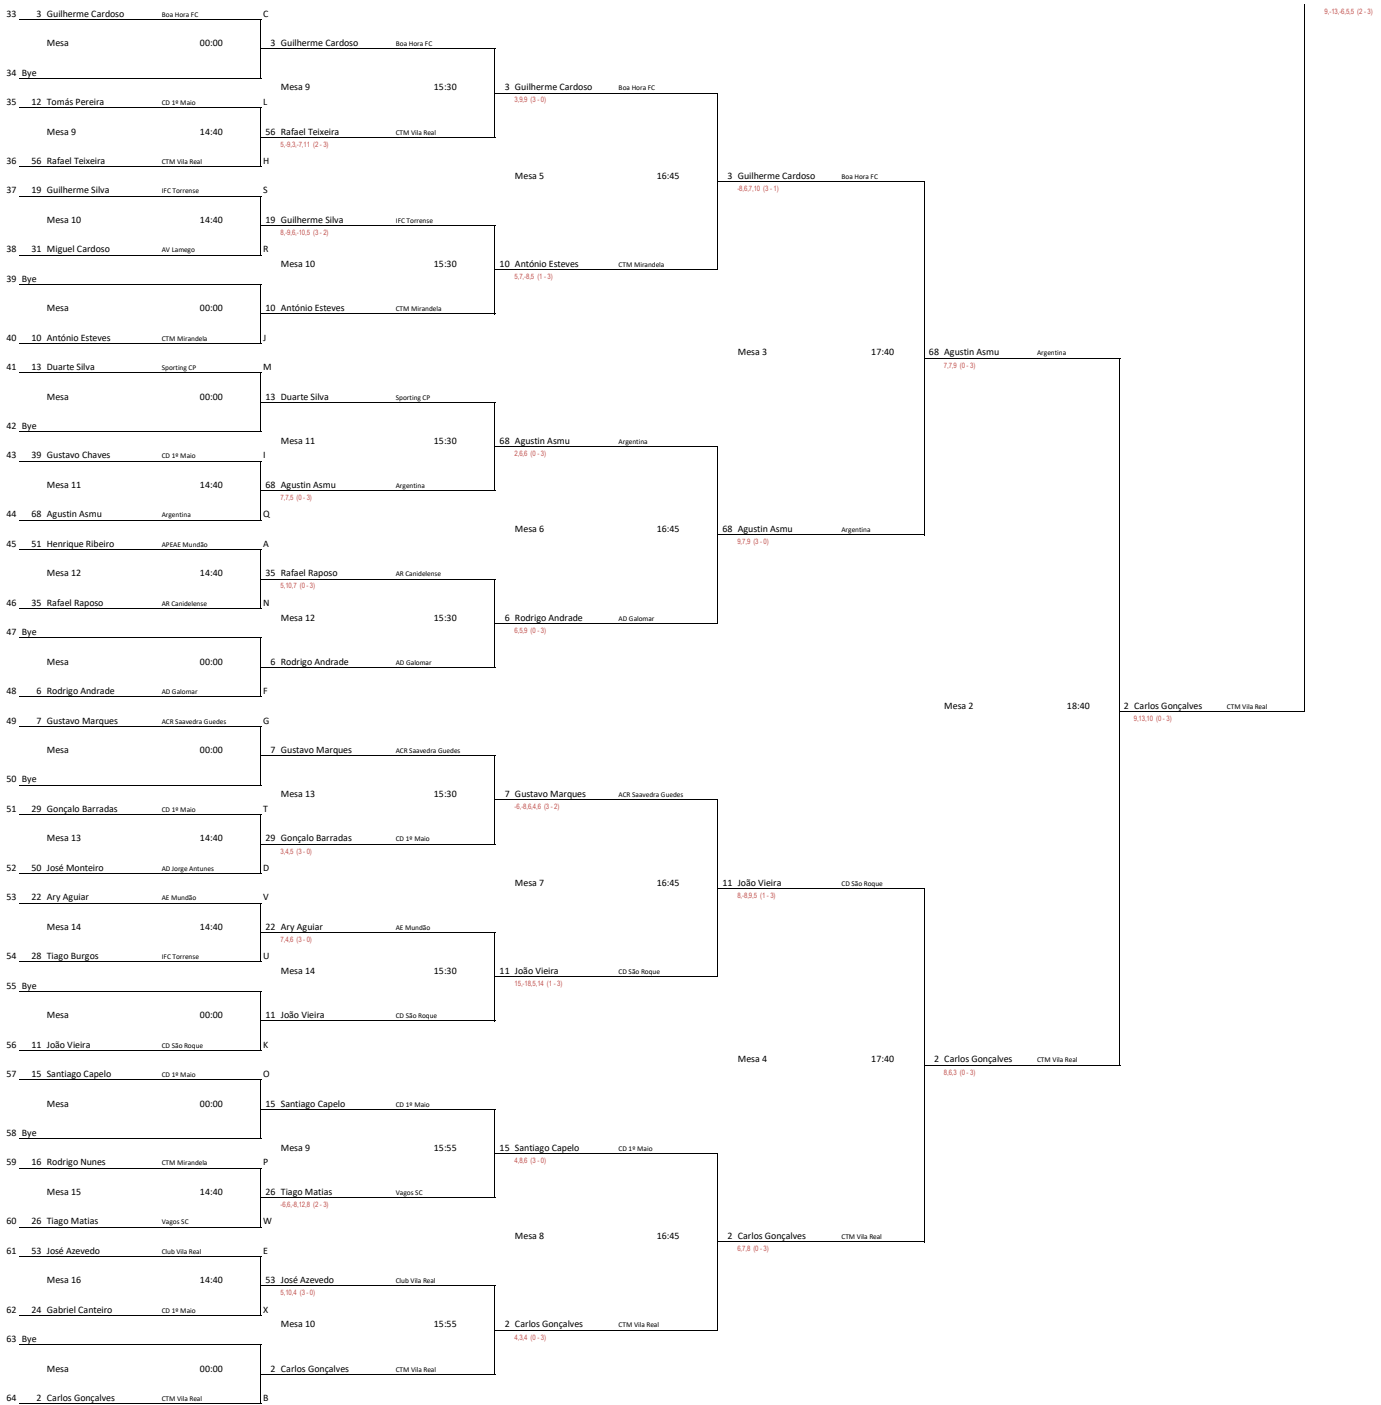 9,-13,-6,5,5 (2 - 3)
33 3 Guilherme Cardoso Boa Hora FC C
Mesa 00:00 3 Guilherme Cardoso Boa Hora FC
34 Bye
Mesa 9 15:30 3 Guilherme Cardoso Boa Hora FC
35 12 Tomás Pereira CD 1º Maio L 3,9,9 (3 - 0)
Mesa 9 14:40 56 Rafael Teixeira CTM Vila Real
5,-9,3,-7,11 (2 - 3)
36 56 Rafael Teixeira CTM Vila Real H
Mesa 5 16:45 3 Guilherme Cardoso Boa Hora FC
37 19 Guilherme Silva IFC Torrense S -8,6,7,10 (3 - 1)
Mesa 10 14:40 19 Guilherme Silva IFC Torrense
8,-9,6,-10,5 (3 - 2)
38 31 Miguel Cardoso AV Lamego R
Mesa 10 15:30 10 António Esteves CTM Mirandela
39 Bye 5,7,-8,5 (1 - 3)
Mesa 00:00 10 António Esteves CTM Mirandela
40 10 António Esteves CTM Mirandela J
Mesa 3 17:40 68 Agustin Asmu Argentina
41 13 Duarte Silva Sporting CP M 7,7,9 (0 - 3)
Mesa 00:00 13 Duarte Silva Sporting CP
42 Bye
Mesa 11 15:30 68 Agustin Asmu Argentina
43 39 Gustavo Chaves CD 1º Maio I 2,6,6 (0 - 3)
Mesa 11 14:40 68 Agustin Asmu Argentina
7,7,5 (0 - 3)
44 68 Agustin Asmu Argentina Q
Mesa 6 16:45 68 Agustin Asmu Argentina
45 51 Henrique Ribeiro APEAE Mundão A 9,7,9 (3 - 0)
Mesa 12 14:40 35 Rafael Raposo AR Canidelense
5,10,7 (0 - 3)
46 35 Rafael Raposo AR Canidelense N
Mesa 12 15:30 6 Rodrigo Andrade AD Galomar
47 Bye 6,5,9 (0 - 3)
Mesa 00:00 6 Rodrigo Andrade AD Galomar
48 6 Rodrigo Andrade AD Galomar F
Mesa 2 18:40 2 Carlos Gonçalves CTM Vila Real
49 7 Gustavo Marques ACR Saavedra Guedes G 9,13,10 (0 - 3)
Mesa 00:00 7 Gustavo Marques ACR Saavedra Guedes
50 Bye
Mesa 13 15:30 7 Gustavo Marques ACR Saavedra Guedes
51 29 Gonçalo Barradas CD 1º Maio T -6,-8,6,4,6 (3 - 2)
Mesa 13 14:40 29 Gonçalo Barradas CD 1º Maio
3,4,5 (3 - 0)
52 50 José Monteiro AD Jorge Antunes D
Mesa 7 16:45 11 João Vieira CD São Roque
53 22 Ary Aguiar AE Mundão V 8,-8,9,5 (1 - 3)
Mesa 14 14:40 22 Ary Aguiar AE Mundão
7,4,6 (3 - 0)
54 28 Tiago Burgos IFC Torrense U
Mesa 14 15:30 11 João Vieira CD São Roque
55 Bye 15,-18,5,14 (1 - 3)
Mesa 00:00 11 João Vieira CD São Roque
56 11 João Vieira CD São Roque K
Mesa 4 17:40 2 Carlos Gonçalves CTM Vila Real
57 15 Santiago Capelo CD 1º Maio O 8,6,3 (0 - 3)
Mesa 00:00 15 Santiago Capelo CD 1º Maio
58 Bye
Mesa 9 15:55 15 Santiago Capelo CD 1º Maio
59 16 Rodrigo Nunes CTM Mirandela P 4,8,6 (3 - 0)
Mesa 15 14:40 26 Tiago Matias Vagos SC
-6,6,-8,12,8 (2 - 3)
60 26 Tiago Matias Vagos SC W
Mesa 8 16:45 2 Carlos Gonçalves CTM Vila Real
61 53 José Azevedo Club Vila Real E 6,7,8 (0 - 3)
Mesa 16 14:40 53 José Azevedo Club Vila Real
5,10,4 (3 - 0)
62 24 Gabriel Canteiro CD 1º Maio X
Mesa 10 15:55 2 Carlos Gonçalves CTM Vila Real
63 Bye 4,3,4 (0 - 3)
Mesa 00:00 2 Carlos Gonçalves CTM Vila Real
64 2 Carlos Gonçalves CTM Vila Real B